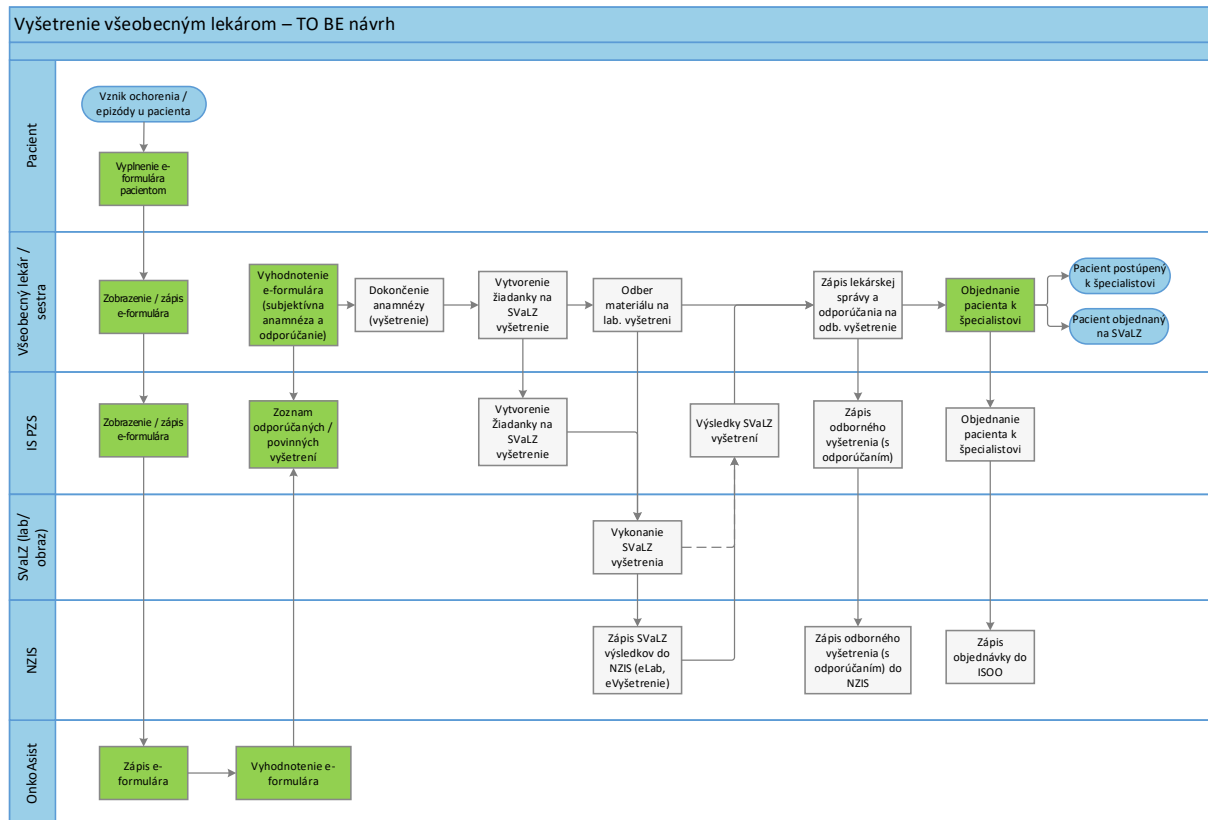 Vyšetrenie všeobecným lekárom – TO BE návrh
Pacient
Vznik ochorenia /
epizódy u pacienta
Vyplnenie e-
formulára
pacientom
Všeobecný lekár /
sestra
Zobrazenie / zápis
e-formulára
Vyhodnotenie
e-formulára
(subjektívna
anamnéza a
odporúčanie)
Dokončenie
anamnézy
(vyšetrenie)
Vytvorenie
žiadanky na
SVaLZ
vyšetrenie
Odber
materiálu na
lab. vyšetreni
Zápis lekárskej
správy a
odporúčania na
odb. vyšetrenie
Objednanie
pacienta k
špecialistovi
Pacient postúpený
k špecialistovi
Pacient objednaný
na SVaLZ
IS PZS
Zobrazenie / zápis
e-formulára
Zoznam
odporúčaných /
povinných
vyšetrení
Vytvorenie
Žiadanky na
SVaLZ
vyšetrenie
Výsledky SVaLZ
vyšetrení
Zápis
odborného
vyšetrenia (s
odporúčaním)
Objednanie
pacienta k
špecialistovi
SVaLZ (lab/
obraz)
Vykonanie
SVaLZ
vyšetrenia
NZIS
Zápis SVaLZ
výsledkov do
NZIS (eLab,
eVyšetrenie)
Zápis odborného
vyšetrenia (s
odporúčaním) do
NZIS
Zápis
objednávky do
ISOO
OnkoAsist
Zápis e-
formulára
Vyhodnotenie e-
formulára